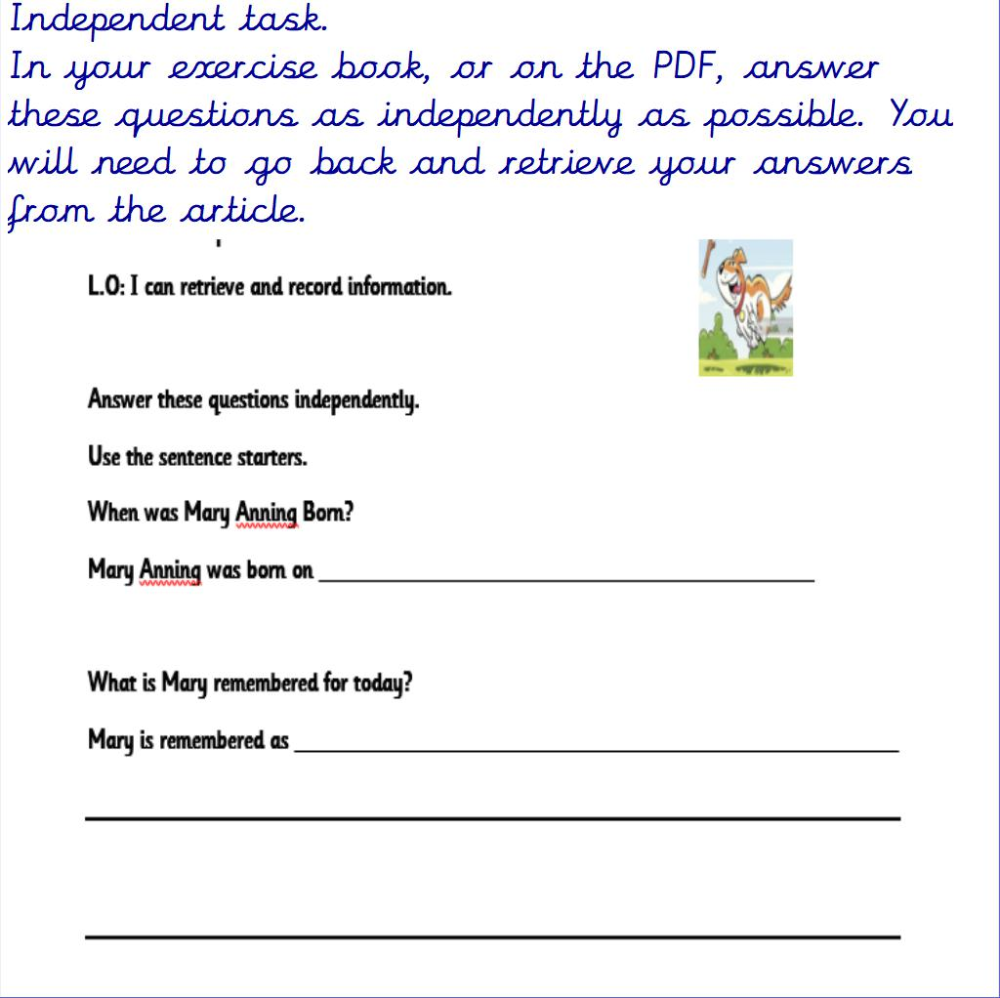 Independent task.
In your exercise book, or on the PDF, answer
these questions as independently as possible. You
will need to go back and retrieve your answers
from the article.
L.O: I can retrieve and record information.
Answer these questions independently.
Use the sentence starters.
When was Mary Anning Born?
Mary Anning was born on
What is Mary remembered for today?
Mary is remembered as